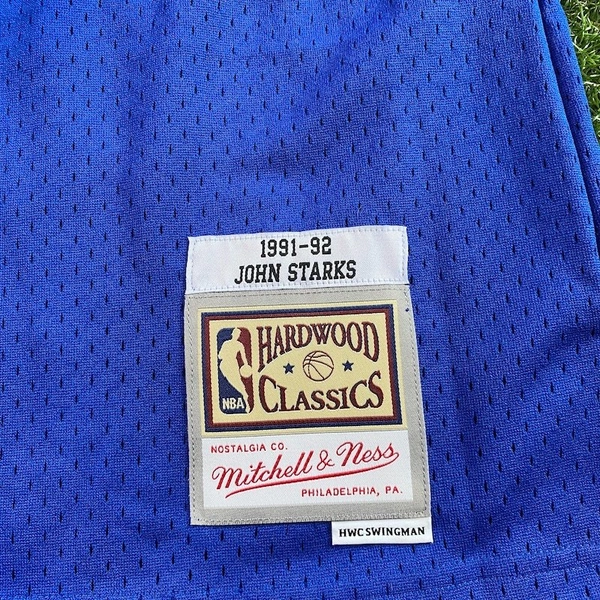 1991-92
JOHN STARKS
HARDWOOD
CLASSICS
NBA
NOSTALGIA CO.
Mitchell & Ness
PHILADELPHIA, PA.
HWC SWINGMAN